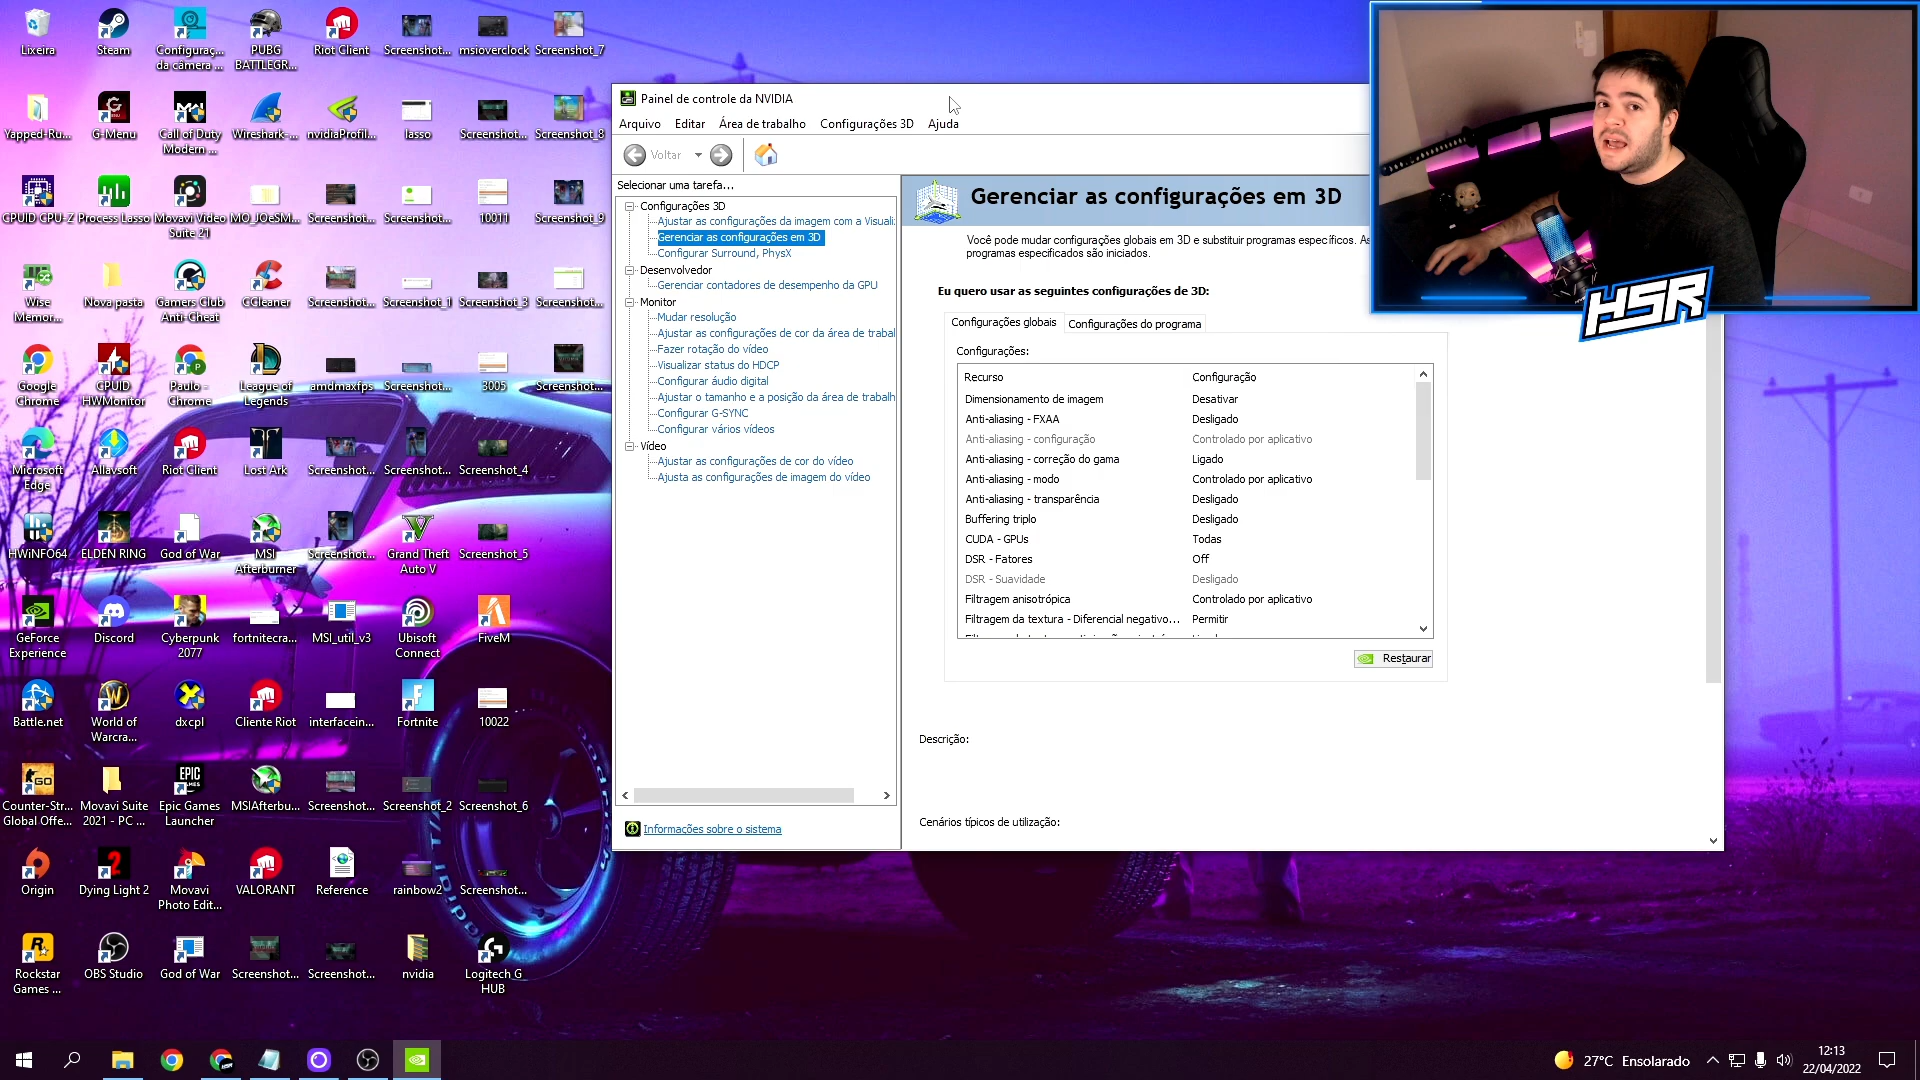 Lixeira
Steam
Configuraç...
da câmera ...
PUBG
BATTLEGR...
Riot Client
Screenshot...
msioverclock
Screenshot_7
Yapped-Ru...
G-Menu
Call of Duty
Modern ...
Wireshark-...
nvidiaProfil...
lasso
Screenshot...
Screenshot_8
CPUID CPU-Z
Process Lasso
Movavi Video
Suite 21
MO_JOeSM...
Screenshot...
Screenshot...
10011
Screenshot_9
Wise
Memor...
Nova pasta
Gamers Club
Anti-Cheat
CCleaner
Screenshot...
Screenshot_1
Screenshot_3
Screenshot...
Google
Chrome
CPUID
HWMonitor
Paulo -
Chrome
League of
Legends
amdmaxfps
Screenshot...
3005
Screenshot...
Microsoft
Edge
Allavsoft
Riot Client
Lost Ark
Screenshot...
Screenshot...
Screenshot_4
HWiNFO64
ELDEN RING
God of War
MSI
Afterburner
Screenshot...
Grand Theft
Auto V
Screenshot_5
GeForce
Experience
Discord
Cyberpunk
2077
fortnitecra...
MSI_util_v3
Ubisoft
Connect
FiveM
Battle.net
World of
Warcra...
dxcpl
Cliente Riot
interfacein...
Fortnite
10022
Counter-Str...
Global Offe...
Movavi Suite
2021 - PC ...
Epic Games
Launcher
MSIAfterbu...
Screenshot...
Screenshot_2
Screenshot_6
Origin
Dying Light 2
Movavi
Photo Edit...
VALORANT
Reference
rainbow2
Screenshot...
Rockstar
Games ...
OBS Studio
God of War
Screenshot...
Screenshot...
nvidia
Logitech G
HUB
Painel de controle da NVIDIA
Arquivo Editar Área de trabalho Configurações 3D Ajuda
Voltar
Selecionar uma tarefa...
Configurações 3D
Ajustar as configurações da imagem com a Visuali
Gerenciar as configurações em 3D
Configurar Surround, PhysX
Desenvolvedor
Gerenciar contadores de desempenho da GPU
Monitor
Mudar resolução
Ajustar as configurações de cor da área de trabal
Fazer rotação do vídeo
Visualizar status do HDCP
Configurar áudio digital
Ajustar o tamanho e a posição da área de trabalh
Configurar G-SYNC
Configurar vários vídeos
Vídeo
Ajustar as configurações de cor do vídeo
Ajusta as configurações de imagem do vídeo
Informações sobre o sistema
Gerenciar as configurações em 3D
Você pode mudar configurações globais em 3D e substituir programas específicos. As
programas especificados são iniciados.
Eu quero usar as seguintes configurações de 3D:
Configurações globais Configurações do programa
Configurações:
Recurso Configuração
Dimensionamento de imagem Desativar
Anti-aliasing - FXAA Desligado
Anti-aliasing - configuração Controlado por aplicativo
Anti-aliasing - correção do gama Ligado
Anti-aliasing - modo Controlado por aplicativo
Anti-aliasing - transparência Desligado
Buffering triplo Desligado
CUDA - GPUs Todas
DSR - Fatores Off
DSR - Suavidade Desligado
Filtragem anisotrópica Controlado por aplicativo
Filtragem da textura - Diferencial negativo... Permitir
Restaurar
Descrição:
Cenários típicos de utilização:
HSR
27°C Ensolarado
12:13
22/04/2022